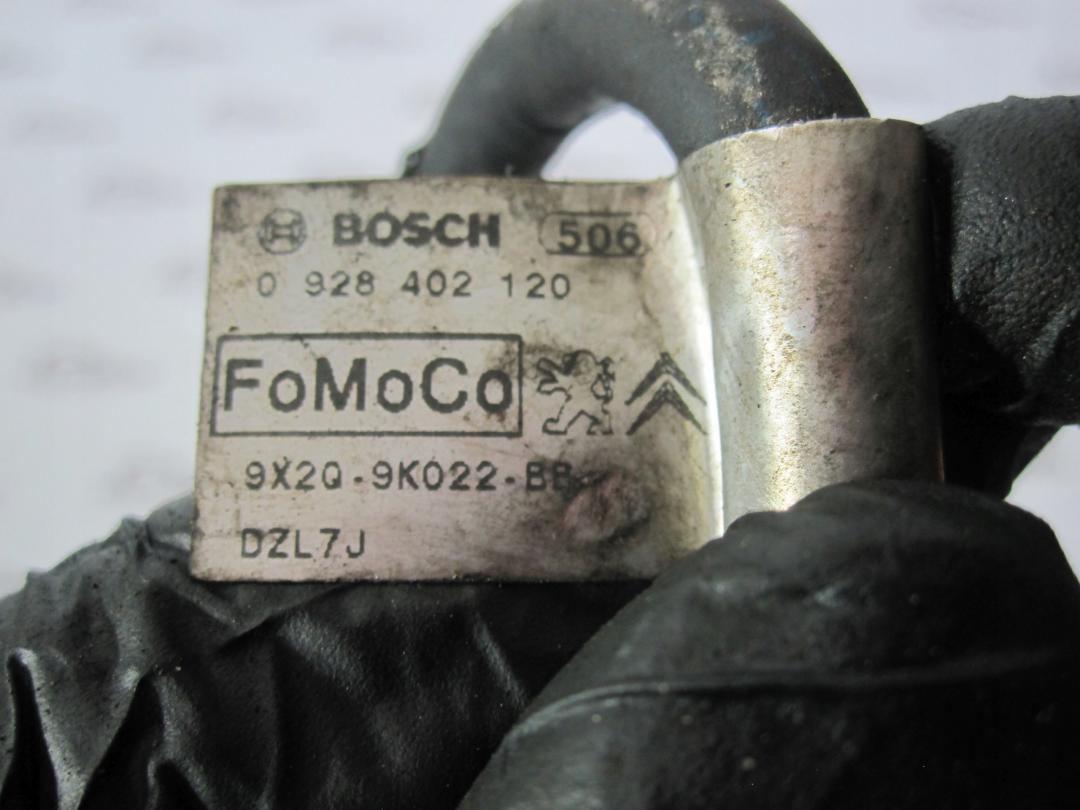 BOSCH 506
0 928 402 120
FoMoCo
9X2Q-9K022-BB
DZL7J